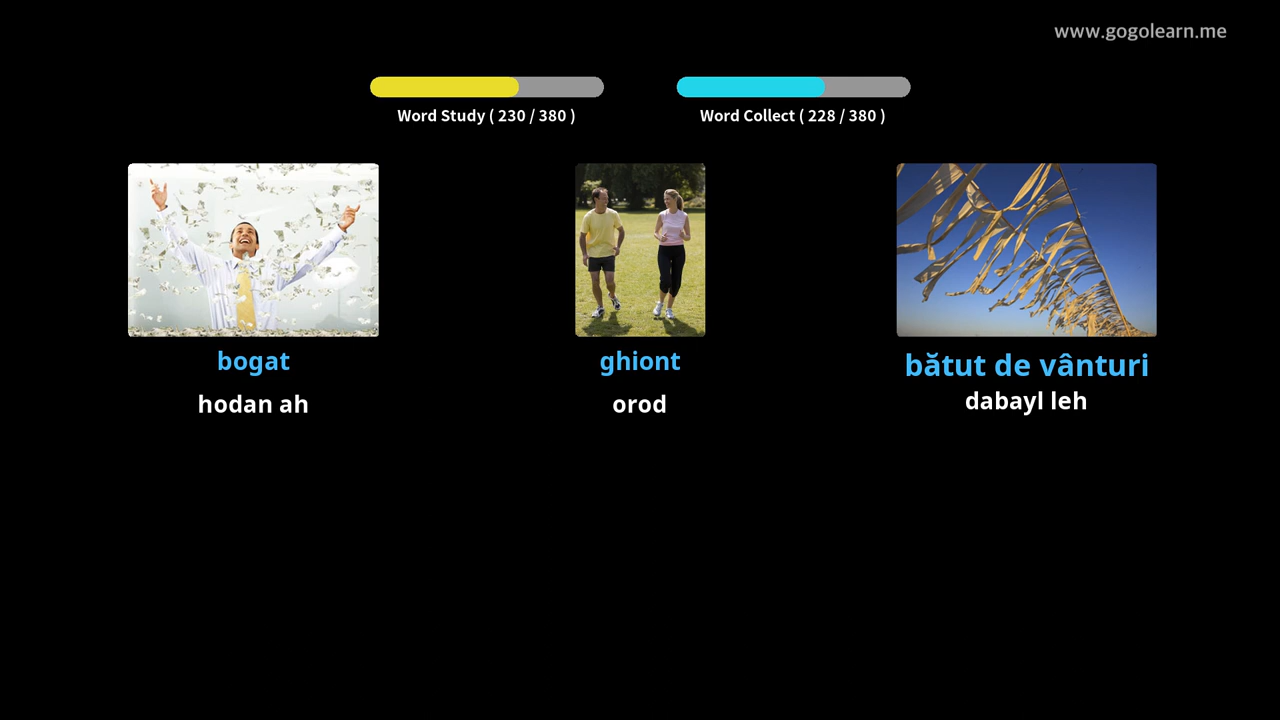 www.gogolearn.me
Word Study ( 230 / 380 )
Word Collect ( 228 / 380 )
bogat
ghiont
bătut de vânturi
hodan ah
orod
dabayl leh